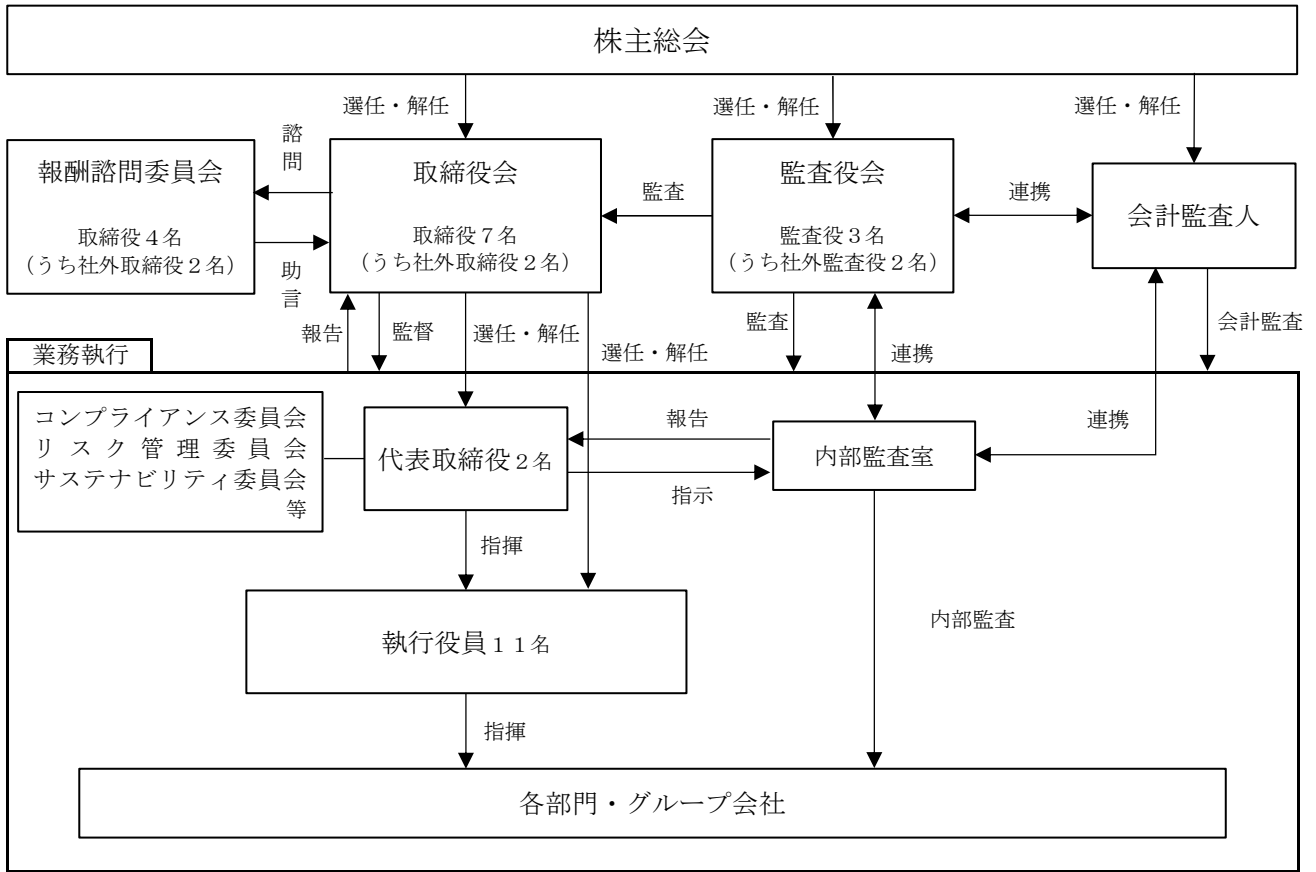 株主総会
選任・解任
選任・解任
選任・解任
諮問
報酬諮問委員会
取締役４名
（うち社外取締役２名）
助言
取締役会
取締役７名
（うち社外取締役２名）
監査
監査役会
監査役３名
（うち社外監査役２名）
連携
会計監査人
報告
監督
選任・解任
選任・解任
監査
連携
会計監査
業務執行
コンプライアンス委員会
リスク管理委員会
サステナビリティ委員会
等
代表取締役２名
報告
指示
内部監査室
連携
指揮
執行役員１１名
内部監査
指揮
各部門・グループ会社